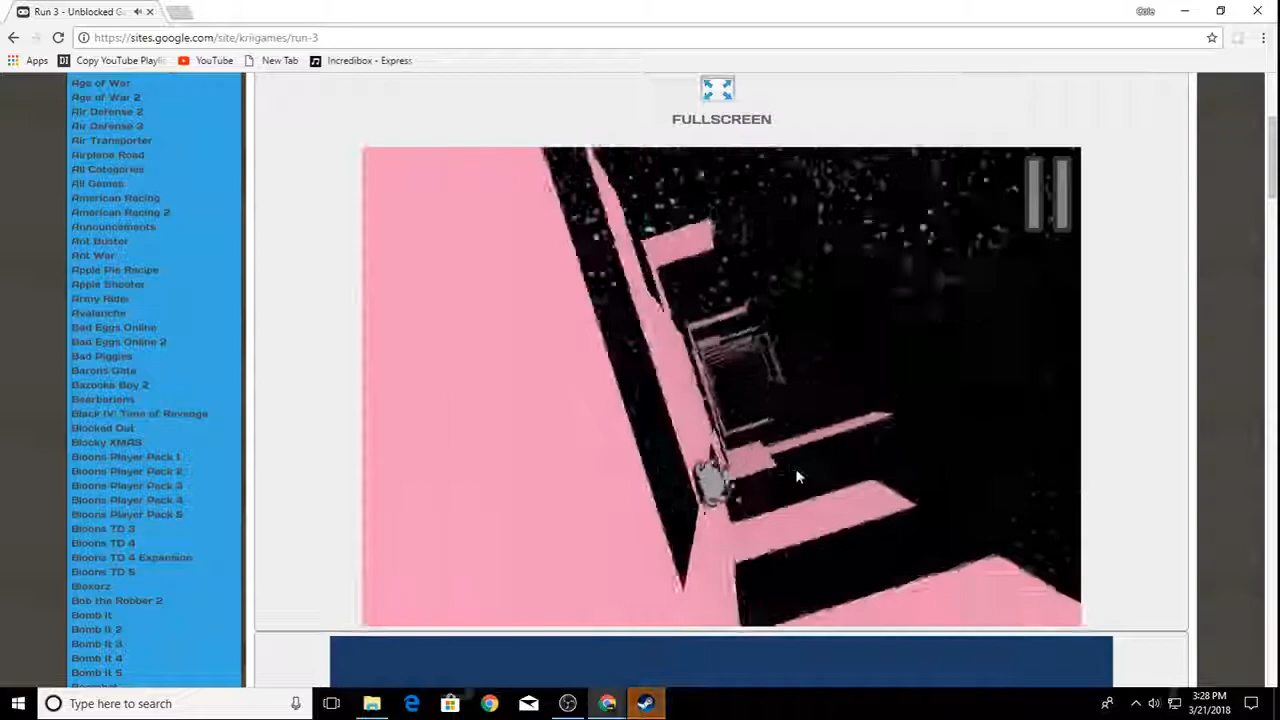 Run 3 - Unblocked G
Cole
https://sites.google.com/site/kriigames/run-3
Apps
Copy YouTube Playli
YouTube
New Tab
Incredibox - Express
FULLSCREEN
Age of War
Age of War 2
Air Defense 2
Air Defense 3
Air Transporter
Airplane Road
All Categories
All Games
American Racing
American Racing 2
Announcements
Ant Buster
Ant War
Apple Pie Recipe
Apple Shooter
Army Rider
Avalanche
Bad Eggs Online
Bad Eggs Online 2
Bad Piggies
Barons Gate
Bazooka Boy 2
Bearbarians
Black IV: Time of Revenge
Blocked Out
Blocky XMAS
Bloons Player Pack 1
Bloons Player Pack 2
Bloons Player Pack 3
Bloons Player Pack 4
Bloons Player Pack 5
Bloons TD 3
Bloons TD 4
Bloons TD 4 Expansion
Bloons TD 5
Bloxorz
Bob the Robber 2
Bomb It
Bomb It 2
Bomb It 3
Bomb It 4
Bomb It 5
Type here to search
3:28 PM
3/21/2018